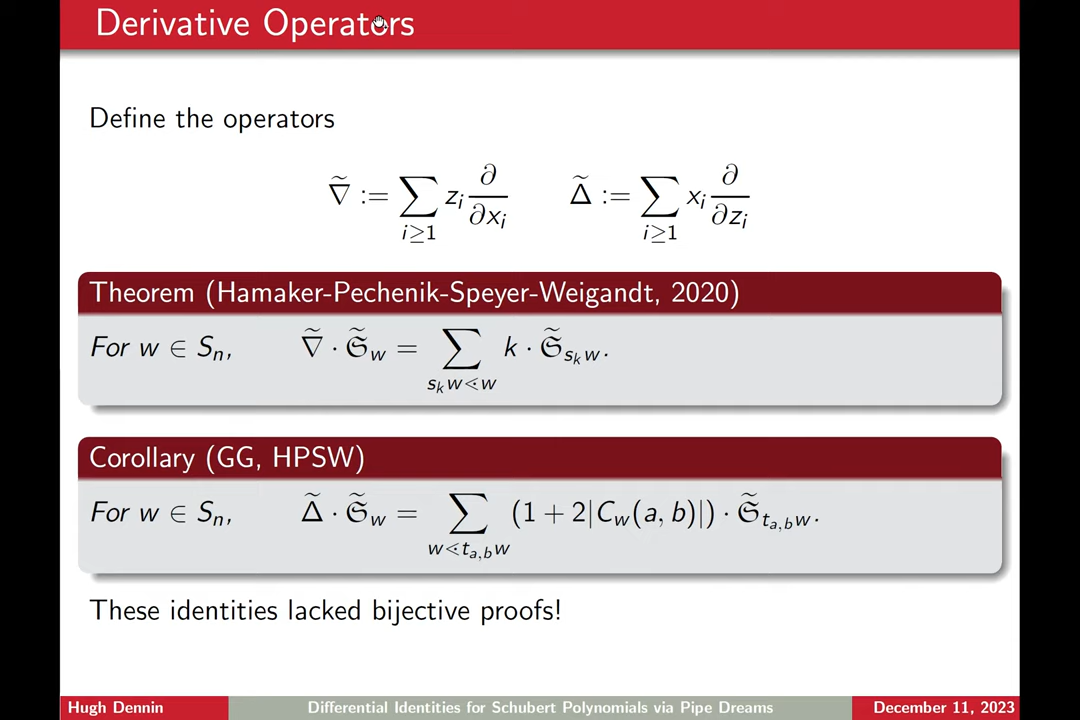 Derivative Operators
Define the operators
∇̃ := ∑_{i≥1} z_i ∂/∂x_i    Δ̃ := ∑_{i≥1} x_i ∂/∂z_i
Theorem (Hamaker-Pechenik-Speyer-Weigandt, 2020)
For w ∈ S_n,    ∇̃ · 𝔖̃_w = ∑_{s_k w ⋖ w} k · 𝔖̃_{s_k w}.
Corollary (GG, HPSW)
For w ∈ S_n,    Δ̃ · 𝔖̃_w = ∑_{w ⋖ t_{a,b} w} (1 + 2|C_w(a, b)|) · 𝔖̃_{t_{a,b} w}.
These identities lacked bijective proofs!
Hugh Dennin    Differential Identities for Schubert Polynomials via Pipe Dreams    December 11, 2023